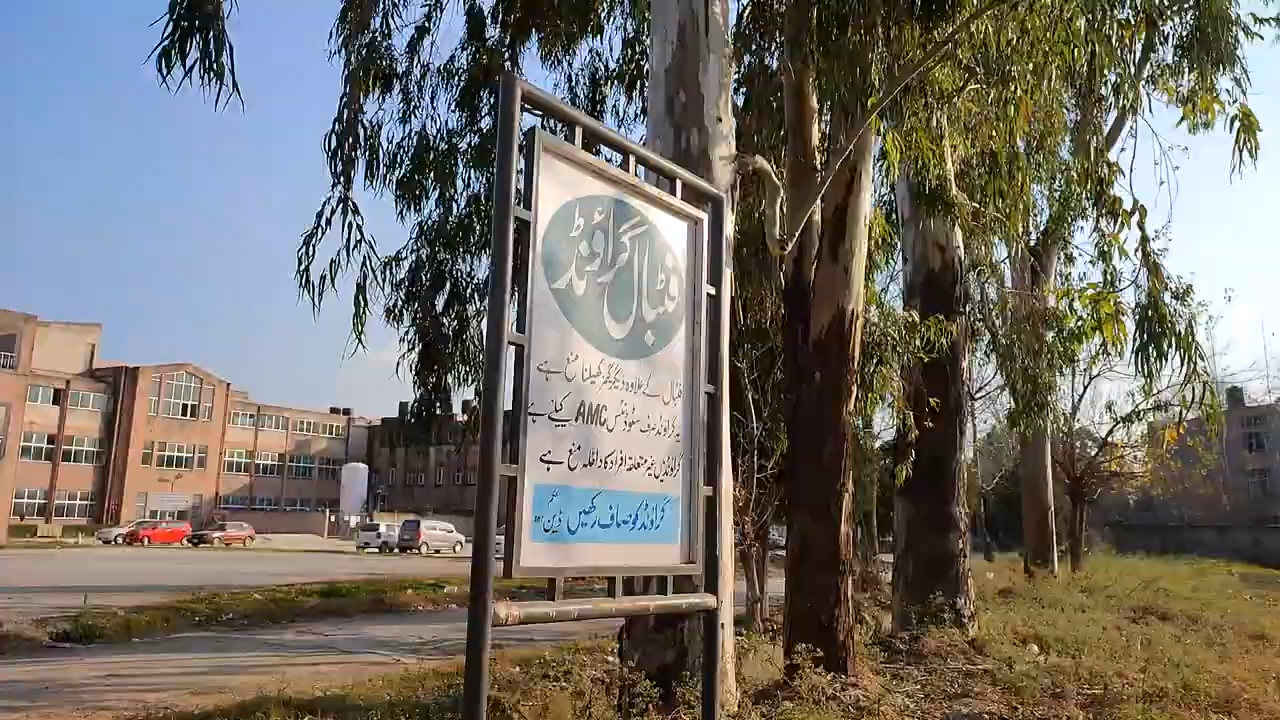 فٹبال گراؤنڈ
فٹبال کے علاوہ دیگر گیمز کھیلنا منع ہے
یہ گراؤنڈ صرف سٹوڈنٹس AMC کیلئے ہے
گراؤنڈ میں غیر متعلقہ افراد کا داخلہ منع ہے
گراؤنڈ کو صاف رکھیں